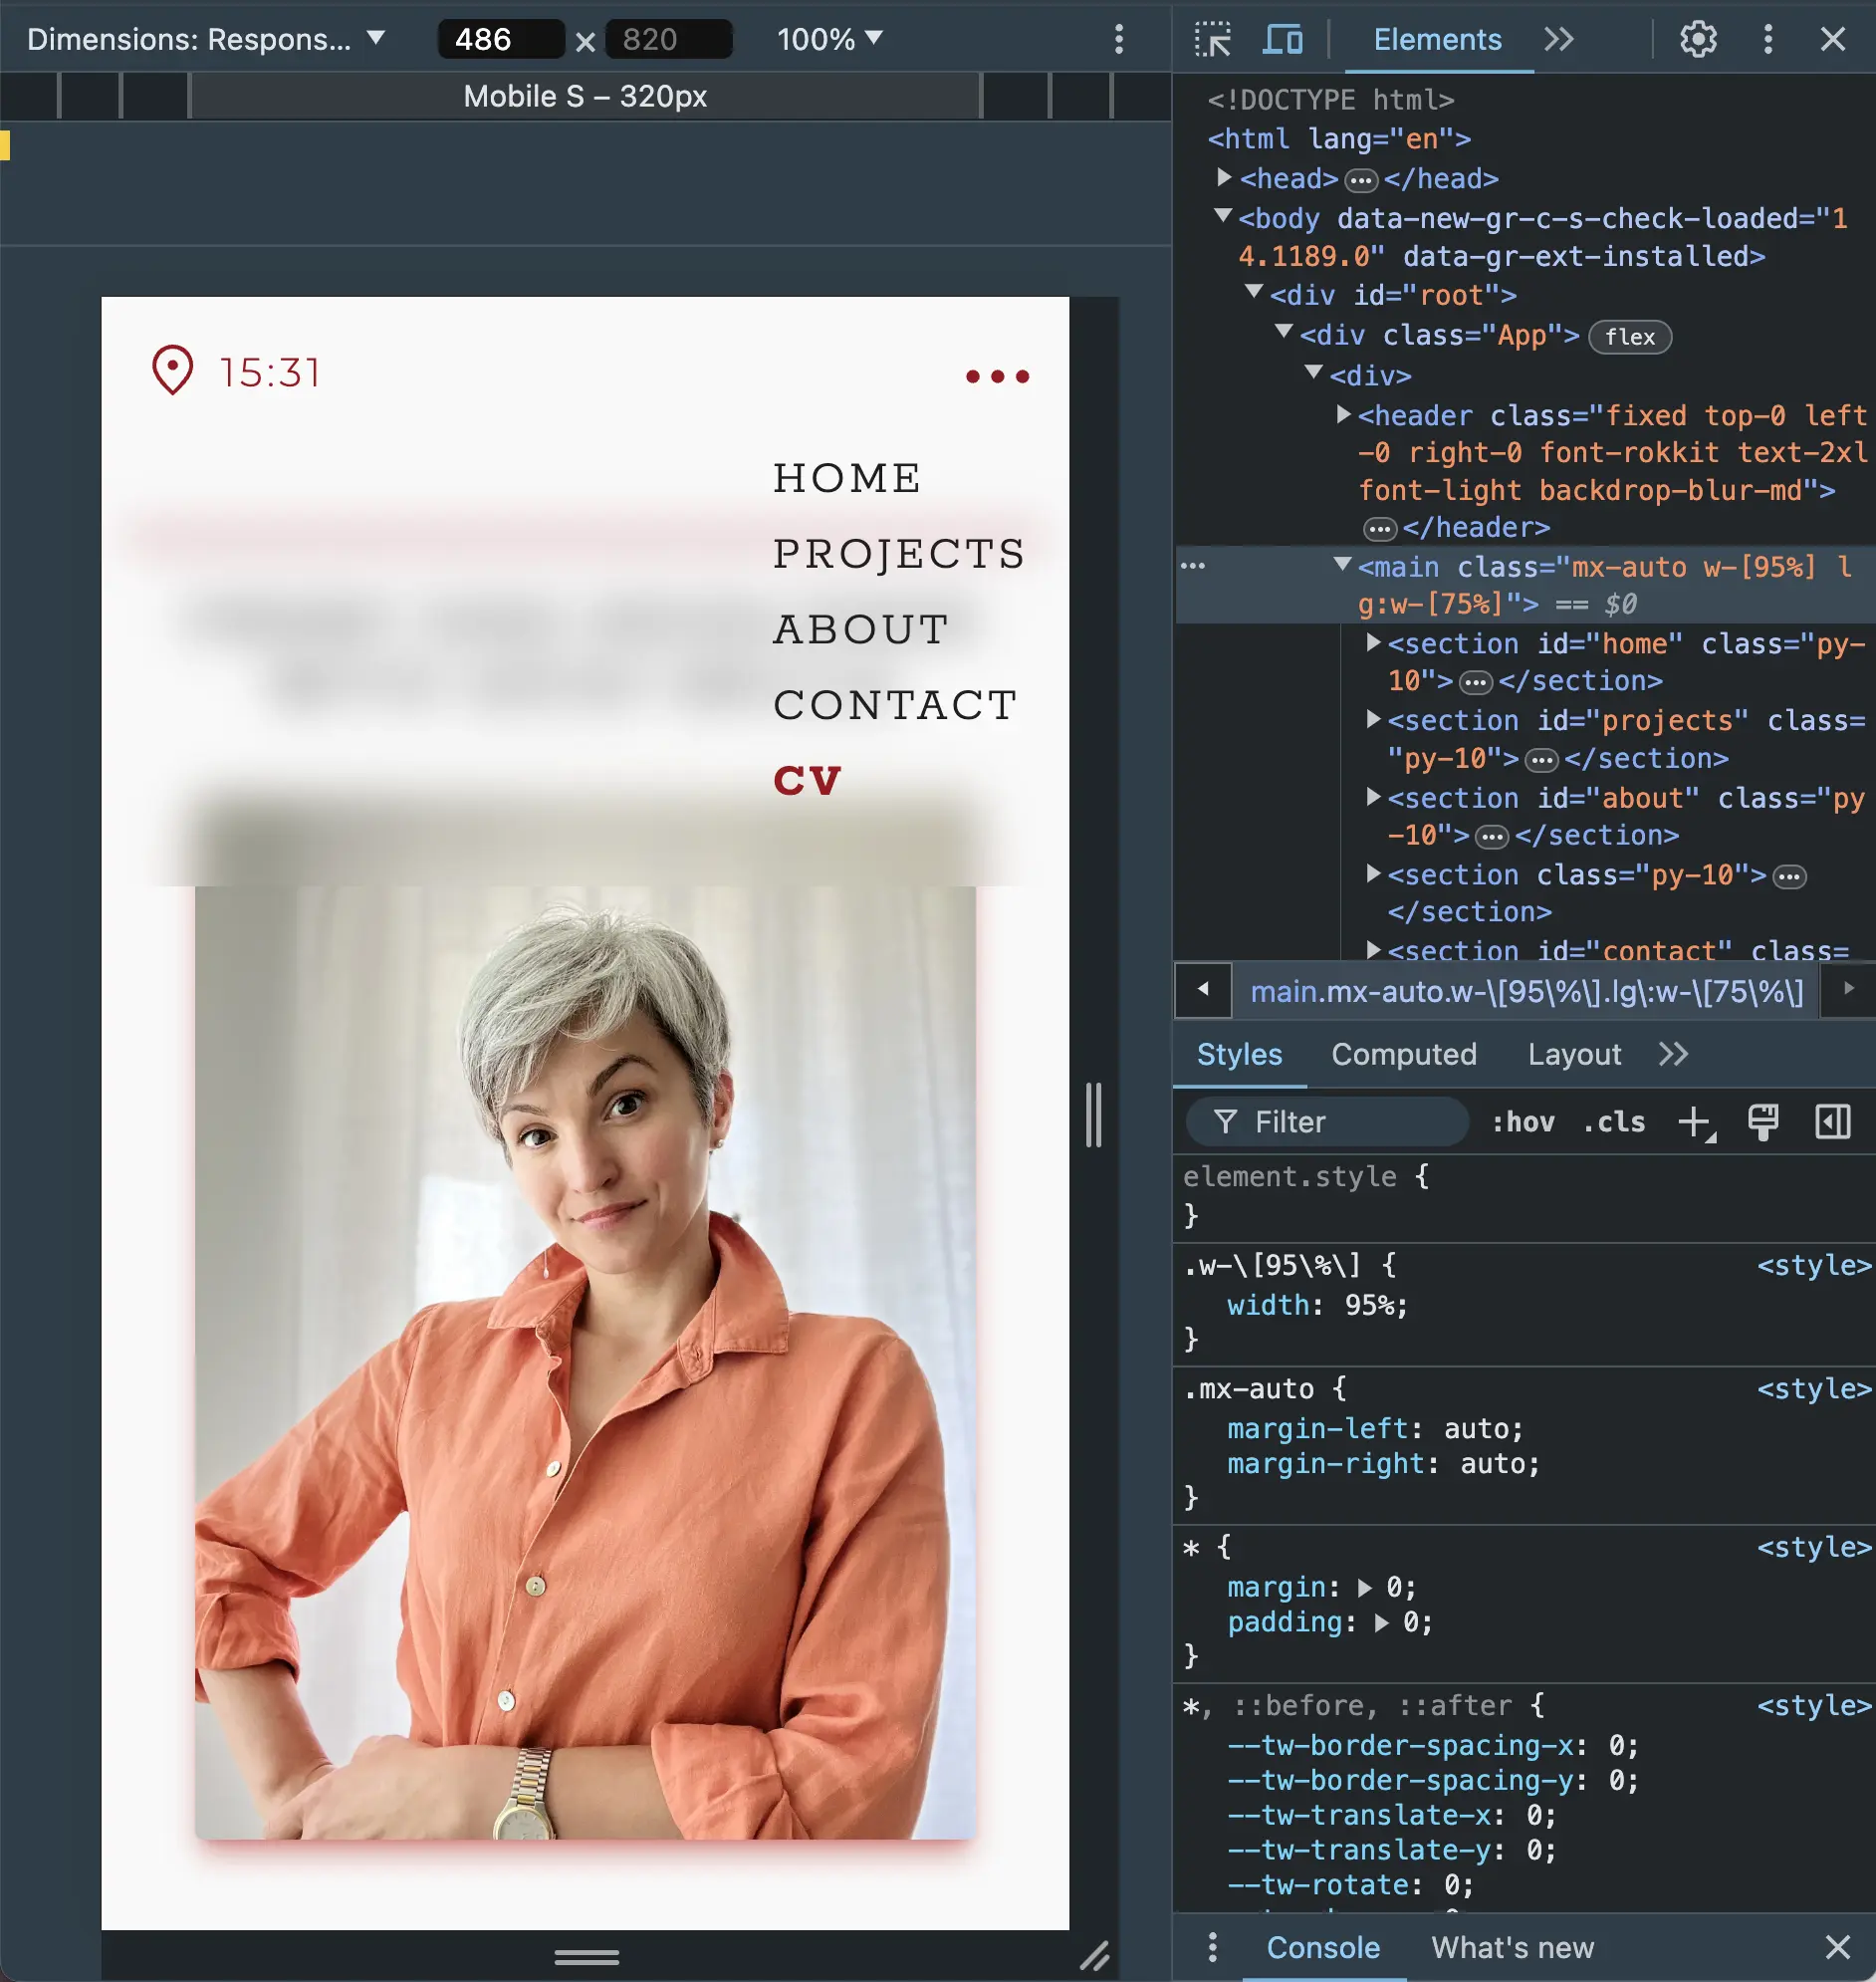 Dimensions: Respons... 486 × 820 100%
Mobile S – 320px
15:31
HOME
PROJECTS
ABOUT
CONTACT
CV
Elements
<!DOCTYPE html>
<html lang="en">
<head> ••• </head>
<body data-new-gr-c-s-check-loaded="1
4.1189.0" data-gr-ext-installed>
<div id="root">
<div class="App"> flex
<div>
<header class="fixed top-0 left
-0 right-0 font-rokkit text-2xl
font-light backdrop-blur-md">
••• </header>
<main class="mx-auto w-[95%] l
g:w-[75%]"> == $0
<section id="home" class="py-
10"> ••• </section>
<section id="projects" class=
"py-10"> ••• </section>
<section id="about" class="py
-10"> ••• </section>
<section class="py-10"> •••
</section>
<section id="contact" class=
main.mx-auto.w-\[95\%\].lg\:w-\[75\%\]
Styles Computed Layout
Filter :hov .cls
element.style {
}
.w-\[95\%\] { <style>
width: 95%;
}
.mx-auto { <style>
margin-left: auto;
margin-right: auto;
}
* { <style>
margin: 0;
padding: 0;
}
*, ::before, ::after { <style>
--tw-border-spacing-x: 0;
--tw-border-spacing-y: 0;
--tw-translate-x: 0;
--tw-translate-y: 0;
--tw-rotate: 0;
Console What's new